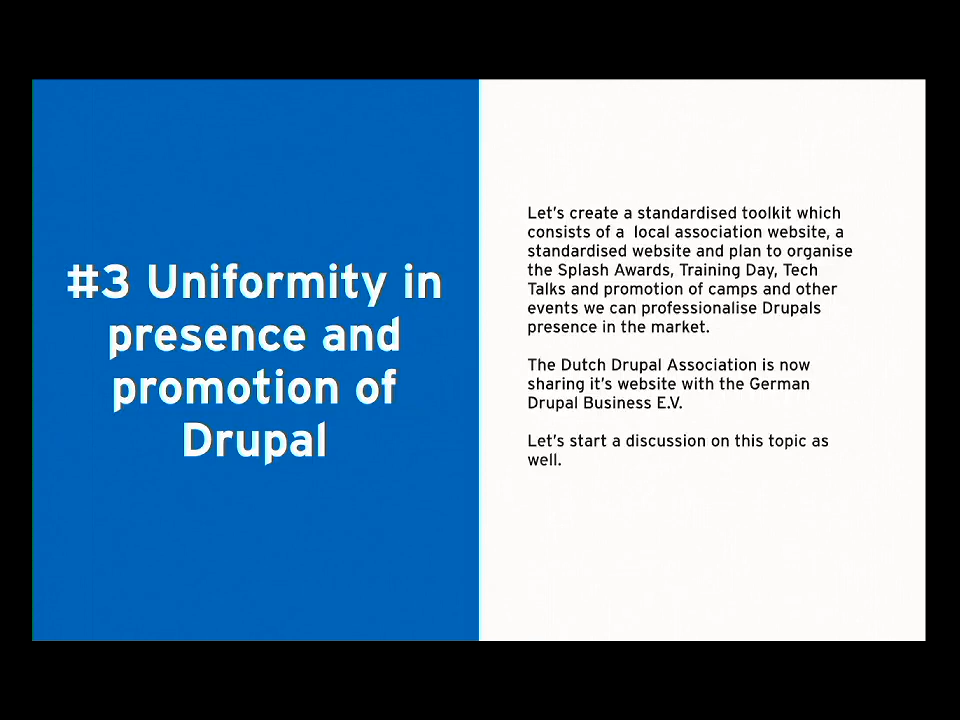 #3 Uniformity in
presence and
promotion of
Drupal
Let's create a standardised toolkit which
consists of a  local association website, a
standardised website and plan to organise
the Splash Awards, Training Day, Tech
Talks and promotion of camps and other
events we can professionalise Drupals
presence in the market.
The Dutch Drupal Association is now
sharing it's website with the German
Drupal Business E.V.
Let's start a discussion on this topic as
well.